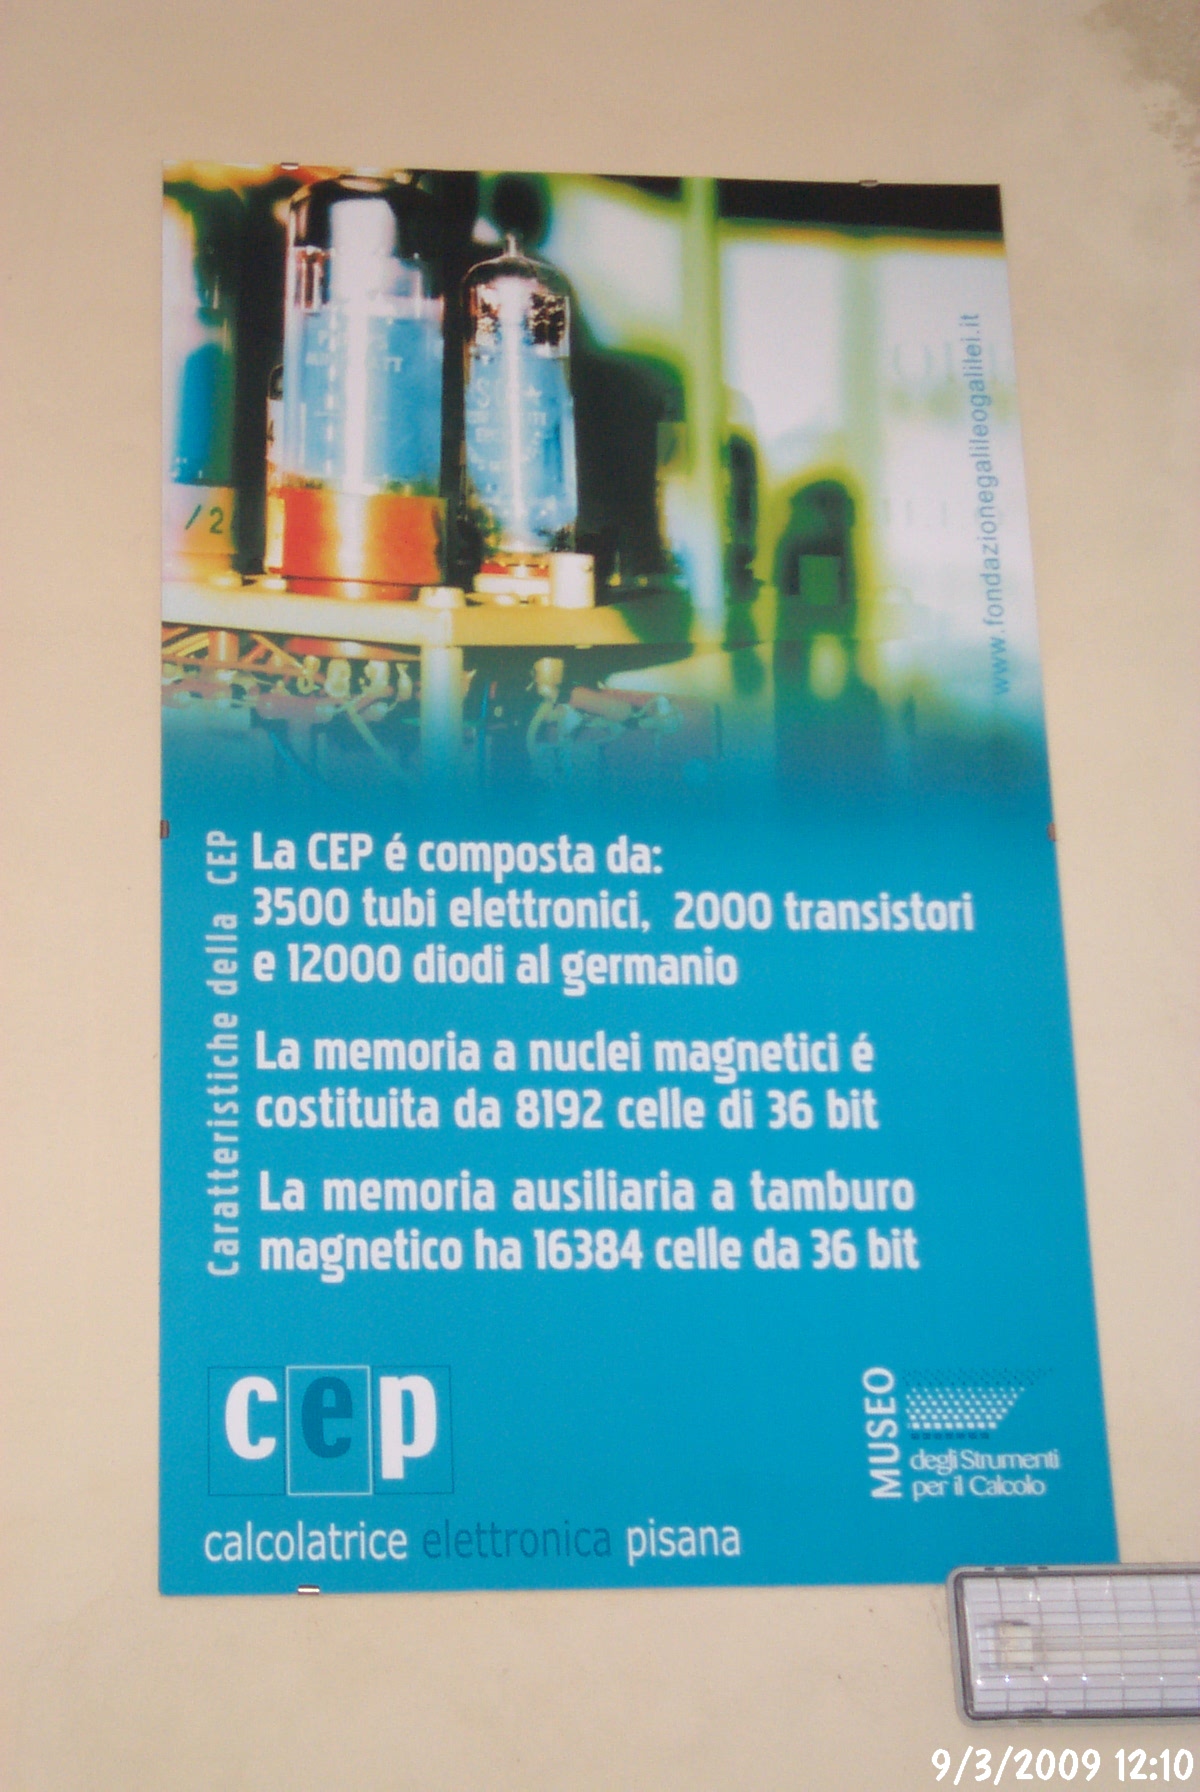 /2
www.fondazionegalileogalilei.it
Caratteristiche della CEP
La CEP é composta da:
3500 tubi elettronici, 2000 transistori
e 12000 diodi al germanio
La memoria a nuclei magnetici é
costituita da 8192 celle di 36 bit
La memoria ausiliaria a tamburo
magnetico ha 16384 celle da 36 bit
cep
calcolatrice elettronica pisana
MUSEO
degli Strumenti
per il Calcolo
9/3/2009 12:10